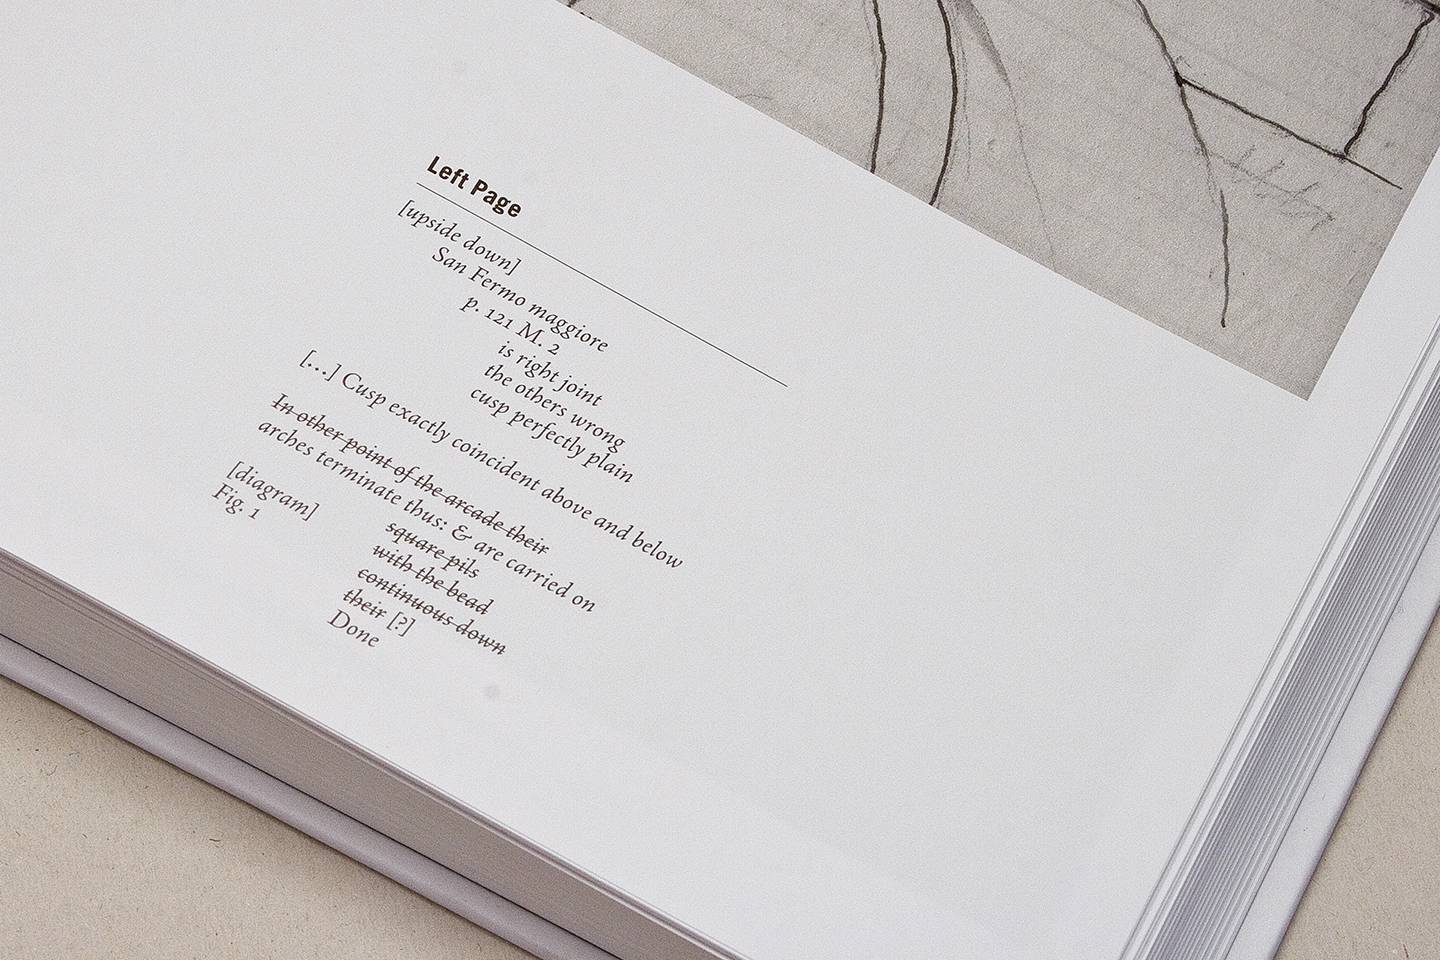 Left Page
[upside down]
San Fermo maggiore
p. 121 M. 2
is right joint
the others wrong
cusp perfectly plain
[…] Cusp exactly coincident above and below
In other point of the arcade their
arches terminate thus: & are carried on
[diagram]
Fig. 1
square pils
with the bead
continuous down
their [?]
Done